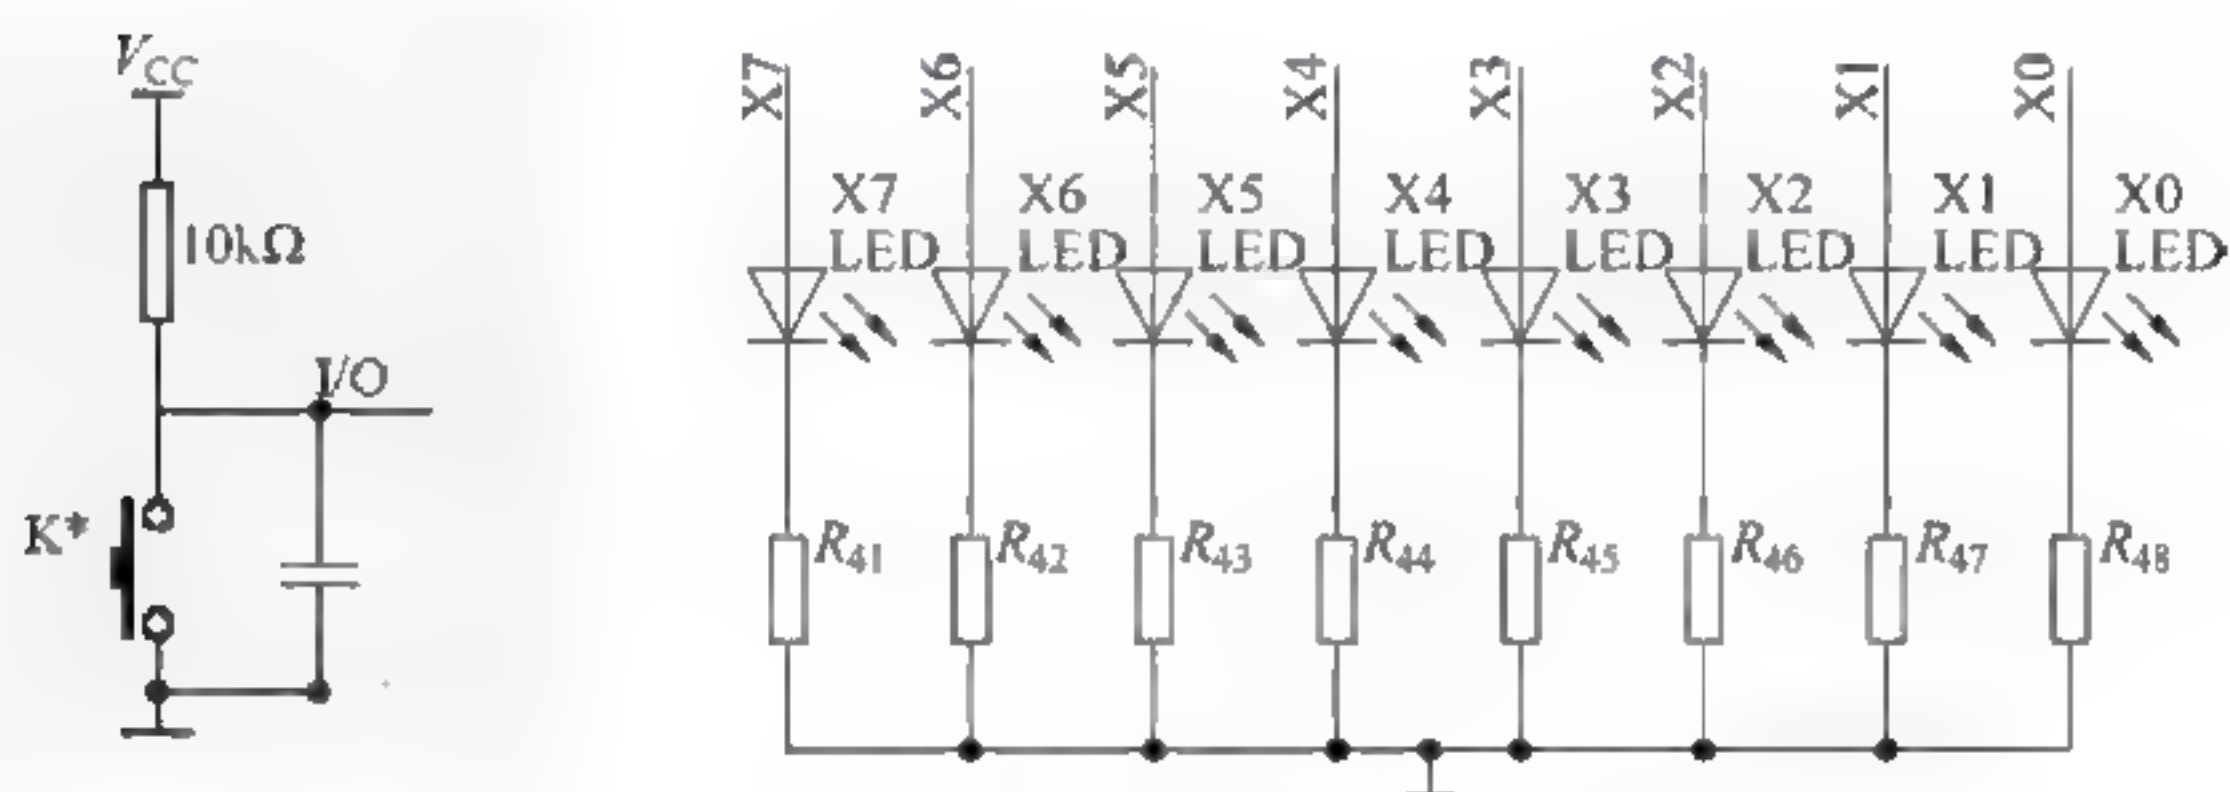 V_CC
10kΩ
I/O
K*
X7 X6 X5 X4 X3 X2 X1 X0
X7 X6 X5 X4 X3 X2 X1 X0
LED LED LED LED LED LED LED LED
R41 R42 R43 R44 R45 R46 R47 R48